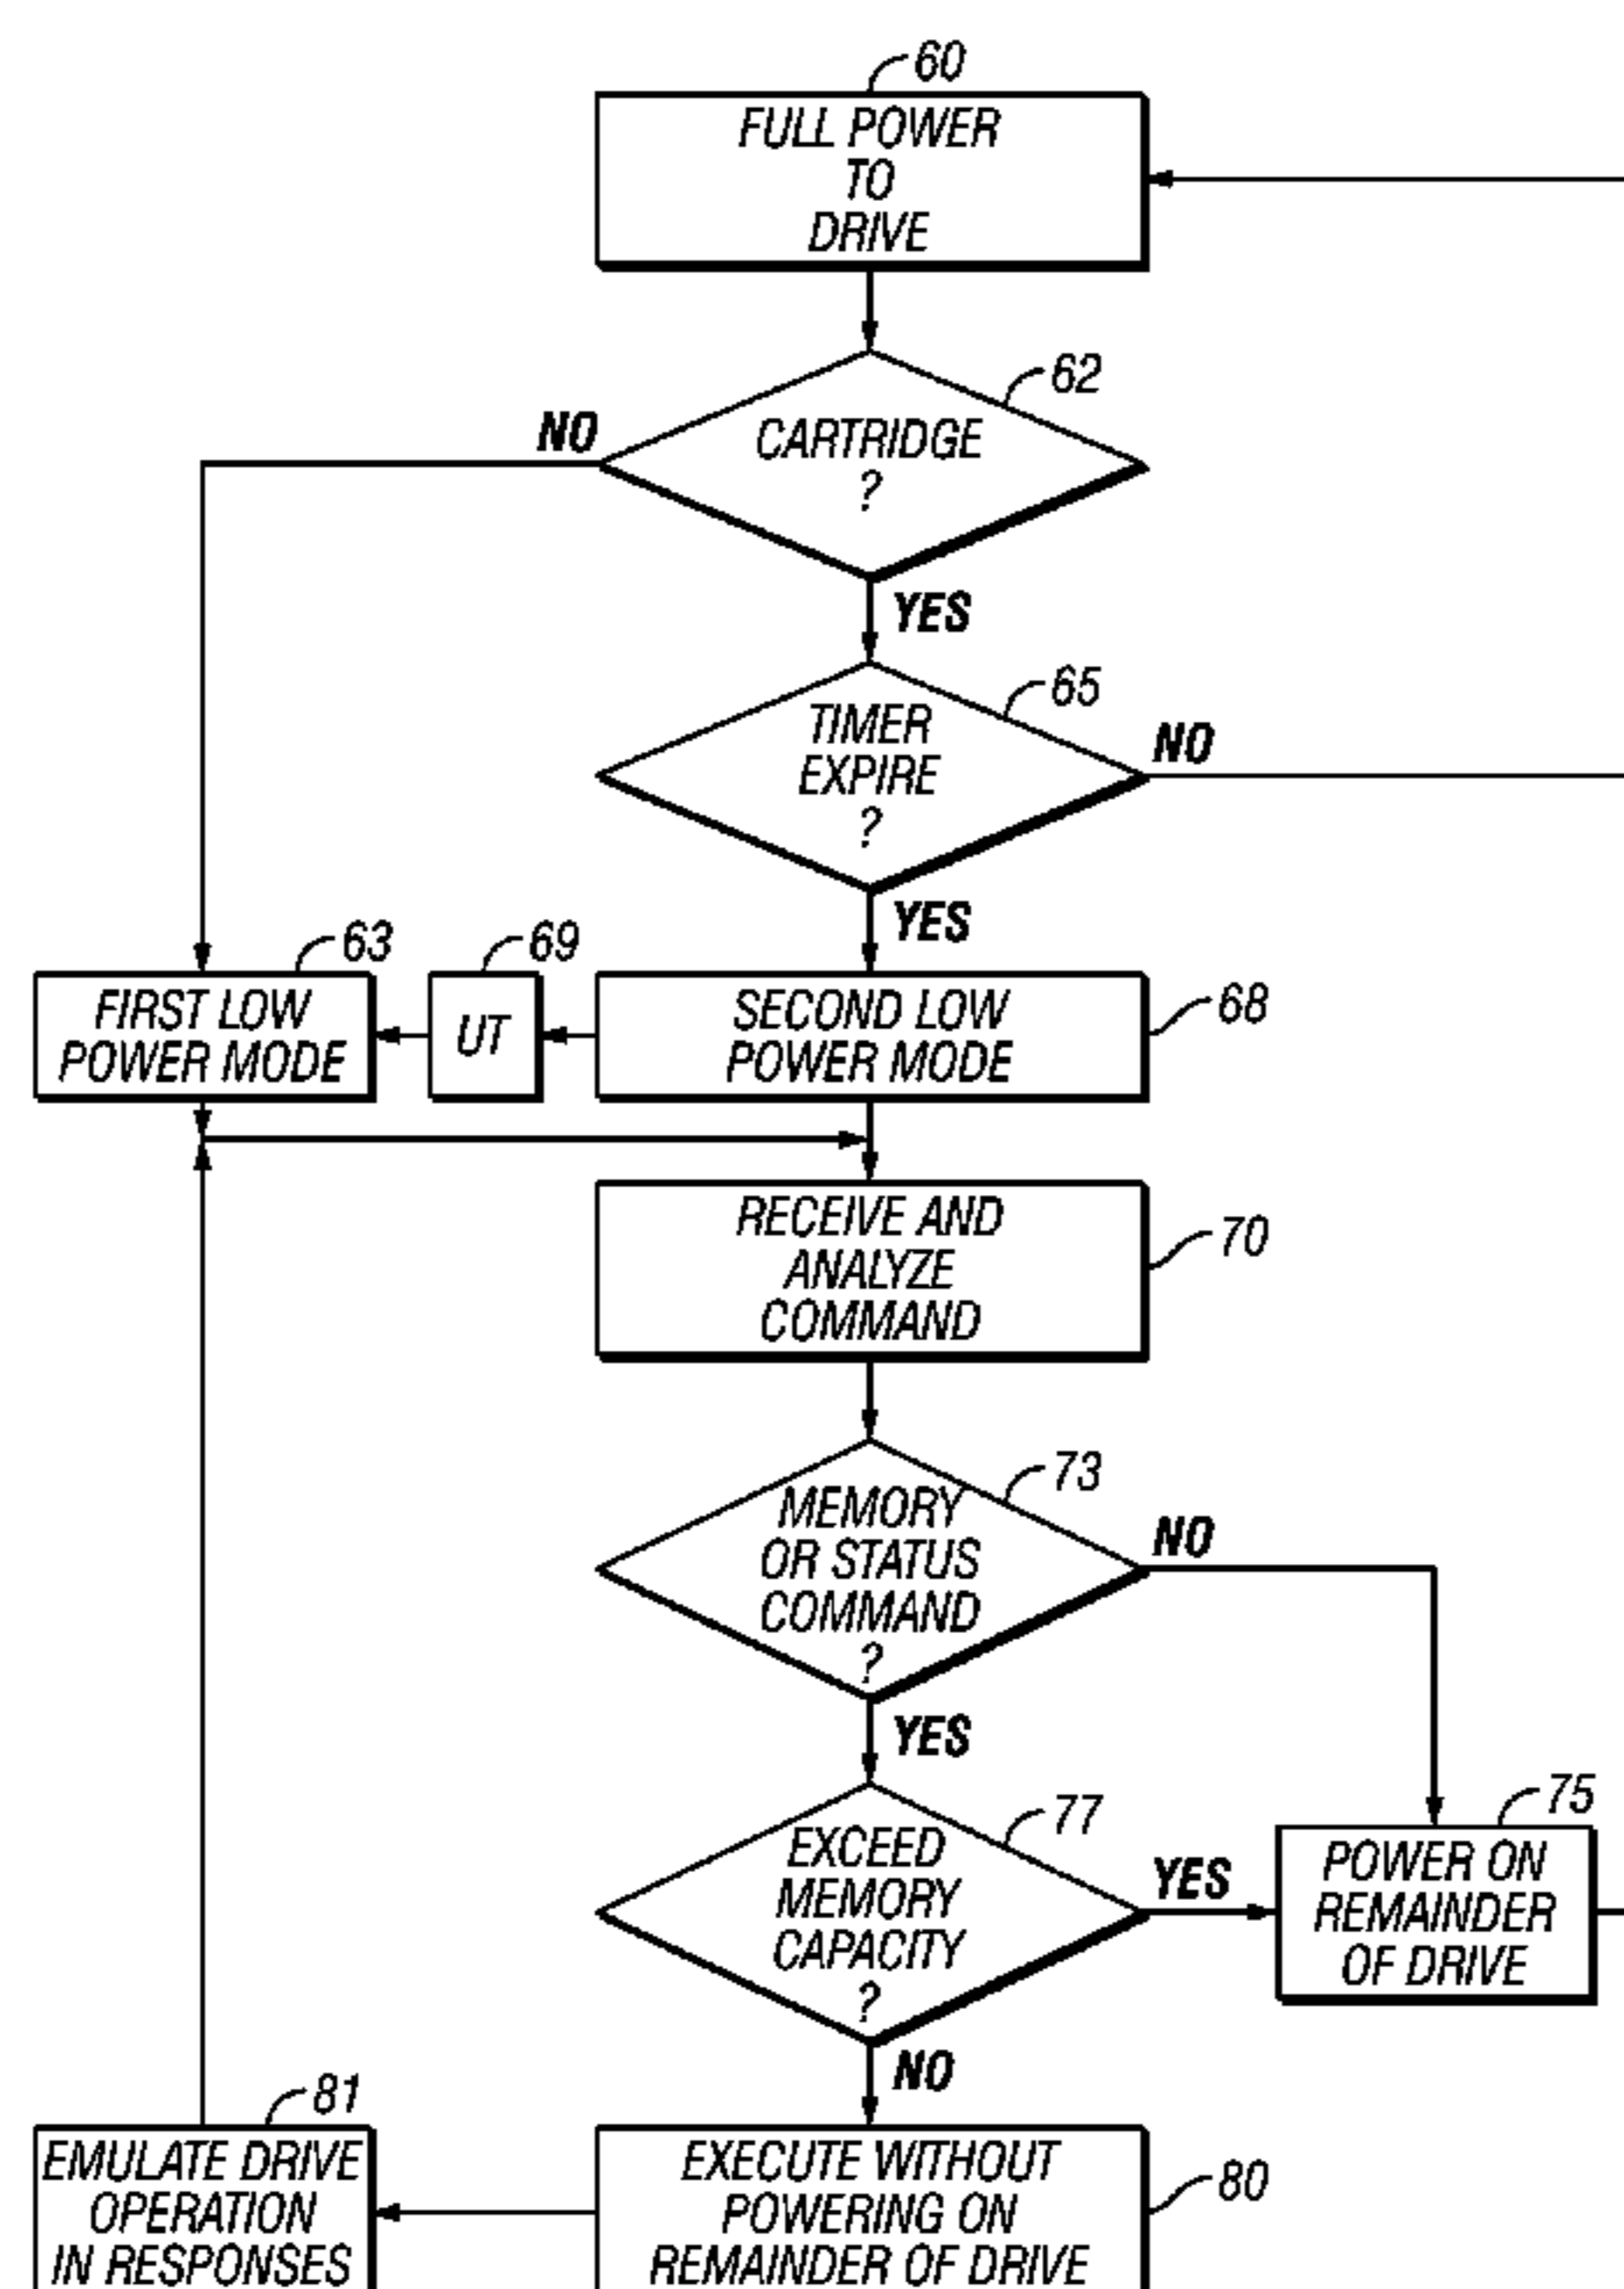 60
FULL POWER
TO
DRIVE
62
CARTRIDGE
?
NO
YES
65
TIMER
EXPIRE
?
NO
YES
63
FIRST LOW
POWER MODE
69
UT
SECOND LOW
POWER MODE
68
RECEIVE AND
ANALYZE
COMMAND
70
73
MEMORY
OR STATUS
COMMAND
?
NO
YES
77
EXCEED
MEMORY
CAPACITY
?
YES
NO
75
POWER ON
REMAINDER
OF DRIVE
81
EMULATE DRIVE
OPERATION
IN RESPONSES
EXECUTE WITHOUT
POWERING ON
REMAINDER OF DRIVE
80